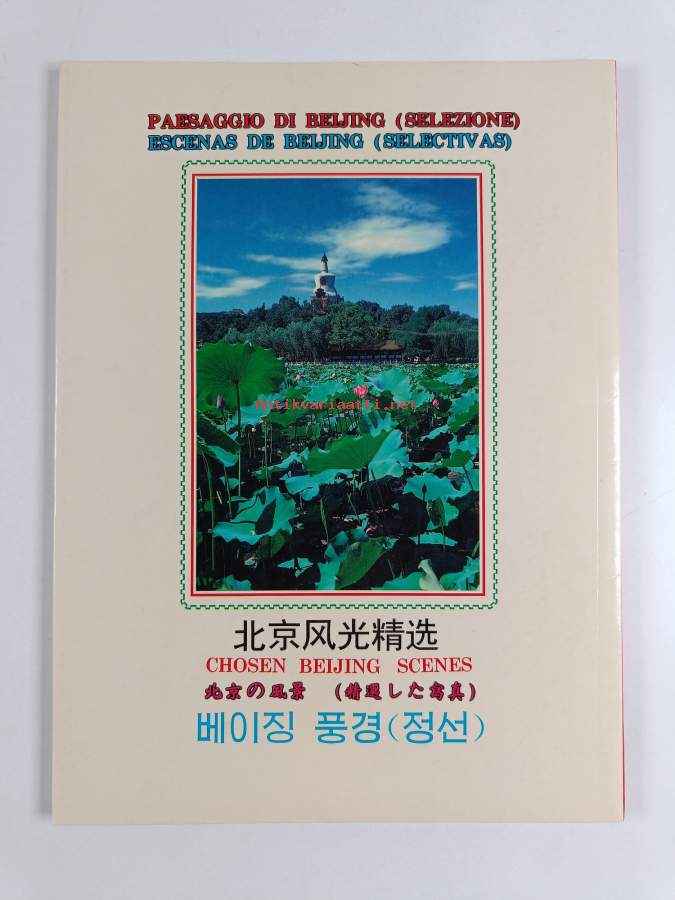 PAESAGGIO DI BEIJING (SELEZIONE)
ESCENAS DE BEIJING (SELECTIVAS)
antikvariaatti.net
北京风光精选
CHOSEN BEIJING SCENES
北京の風景 (精選した寫真)
베이징 풍경(정선)